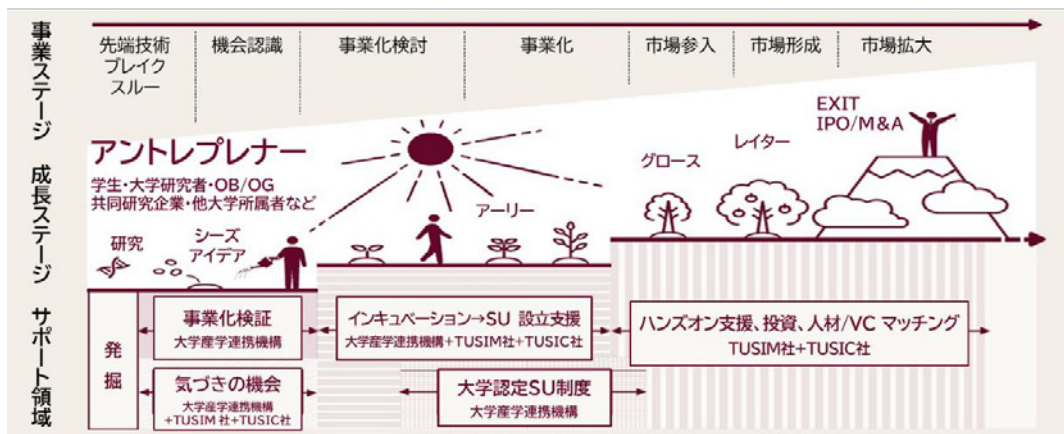 事業ステージ
先端技術
ブレイク
スルー
機会認識
事業化検討
事業化
市場参入
市場形成
市場拡大
成長ステージ
アントレプレナー
学生・大学研究者・OB/OG
共同研究企業・他大学所属者など
研究
シーズ
アイデア
アーリー
グロース
レイター
EXIT
IPO/M&A
サポート領域
発掘
事業化検証
大学産学連携機構
インキュベーション→SU 設立支援
大学産学連携機構+TUSIM社+TUSIC社
ハンズオン支援、投資、人材/VC マッチング
TUSIM社+TUSIC社
気づきの機会
大学産学連携機構
+TUSIM 社+TUSIC社
大学認定SU制度
大学産学連携機構